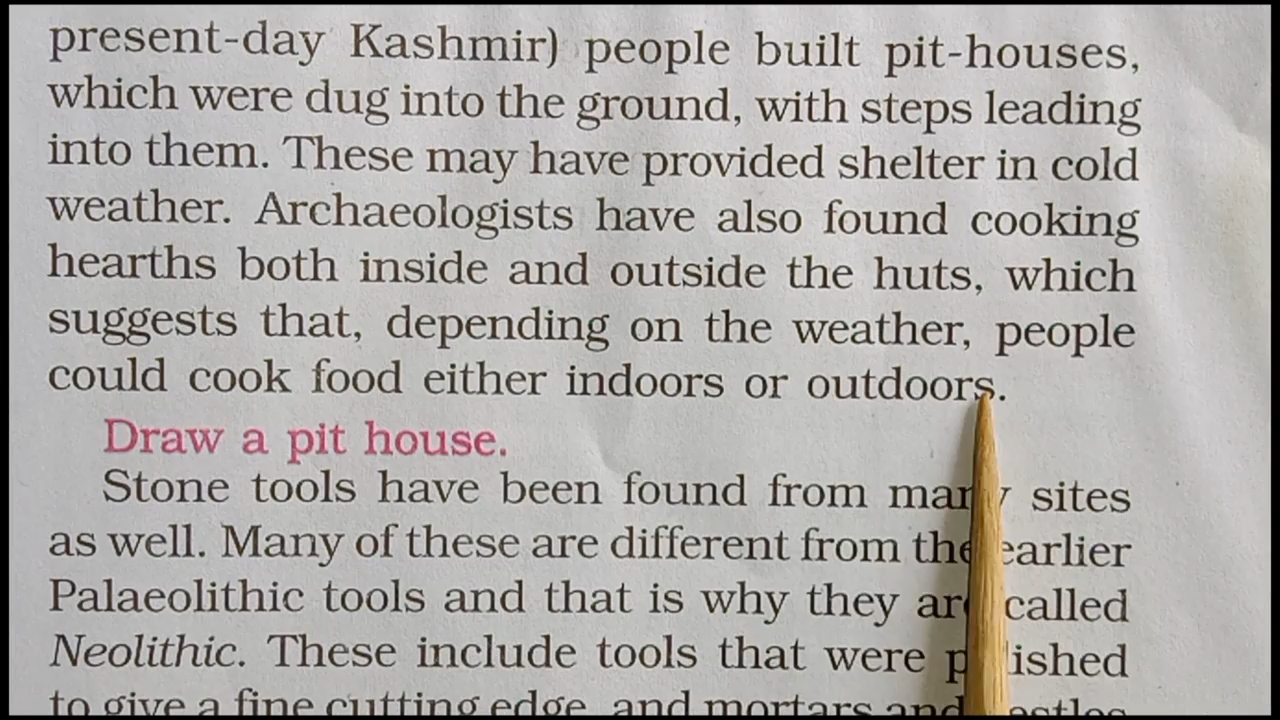 present-day Kashmir) people built pit-houses,
which were dug into the ground, with steps leading
into them. These may have provided shelter in cold
weather. Archaeologists have also found cooking
hearths both inside and outside the huts, which
suggests that, depending on the weather, people
could cook food either indoors or outdoors.
Draw a pit house.
Stone tools have been found from many sites
as well. Many of these are different from the earlier
Palaeolithic tools and that is why they are called
Neolithic. These include tools that were polished
to give a fine cutting edge, and mortars and